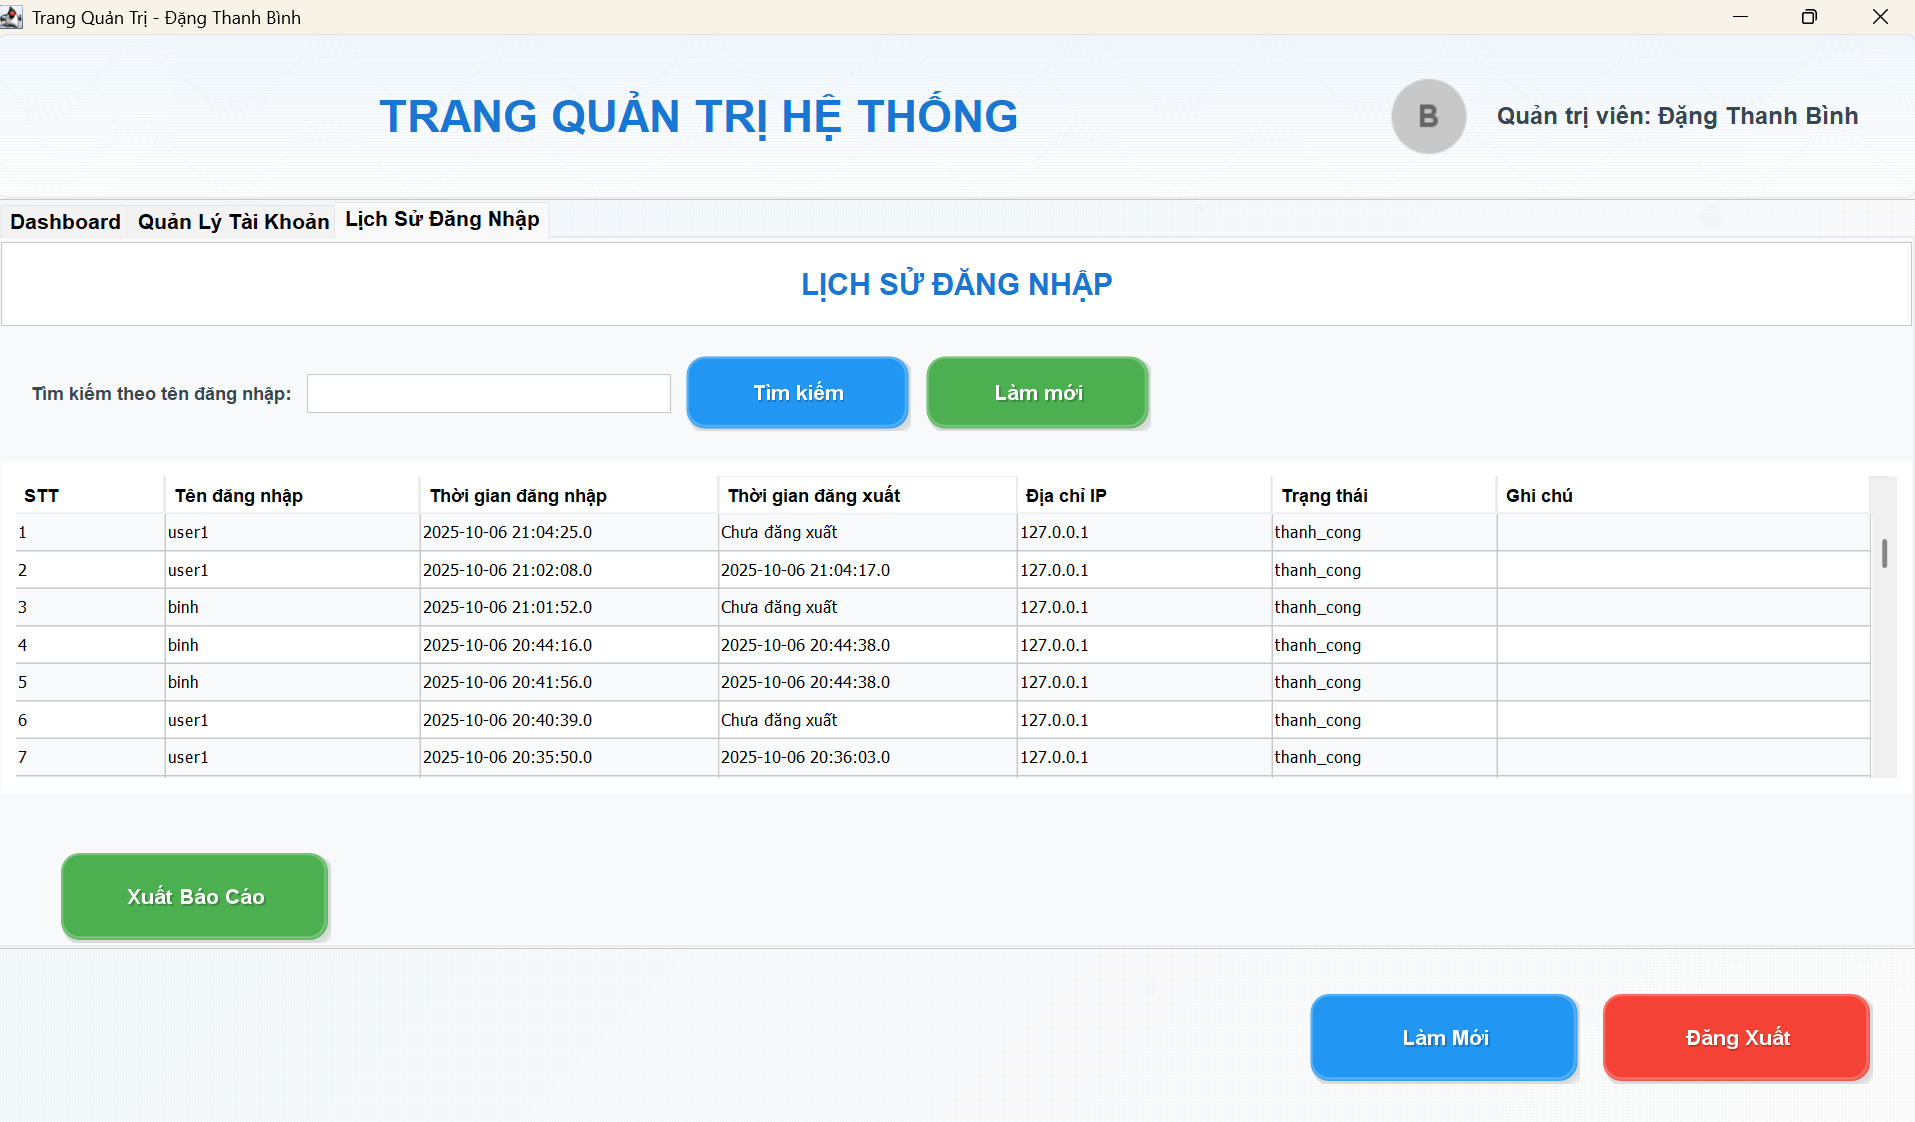 Trang Quản Trị - Đặng Thanh Bình
TRANG QUẢN TRỊ HỆ THỐNG
B
Quản trị viên: Đặng Thanh Bình
Dashboard Quản Lý Tài Khoản Lịch Sử Đăng Nhập
LỊCH SỬ ĐĂNG NHẬP
Tìm kiếm theo tên đăng nhập: Tìm kiếm Làm mới
STT Tên đăng nhập Thời gian đăng nhập Thời gian đăng xuất Địa chỉ IP Trạng thái Ghi chú
1 user1 2025-10-06 21:04:25.0 Chưa đăng xuất 127.0.0.1 thanh_cong
2 user1 2025-10-06 21:02:08.0 2025-10-06 21:04:17.0 127.0.0.1 thanh_cong
3 binh 2025-10-06 21:01:52.0 Chưa đăng xuất 127.0.0.1 thanh_cong
4 binh 2025-10-06 20:44:16.0 2025-10-06 20:44:38.0 127.0.0.1 thanh_cong
5 binh 2025-10-06 20:41:56.0 2025-10-06 20:44:38.0 127.0.0.1 thanh_cong
6 user1 2025-10-06 20:40:39.0 Chưa đăng xuất 127.0.0.1 thanh_cong
7 user1 2025-10-06 20:35:50.0 2025-10-06 20:36:03.0 127.0.0.1 thanh_cong
Xuất Báo Cáo
Làm Mới Đăng Xuất